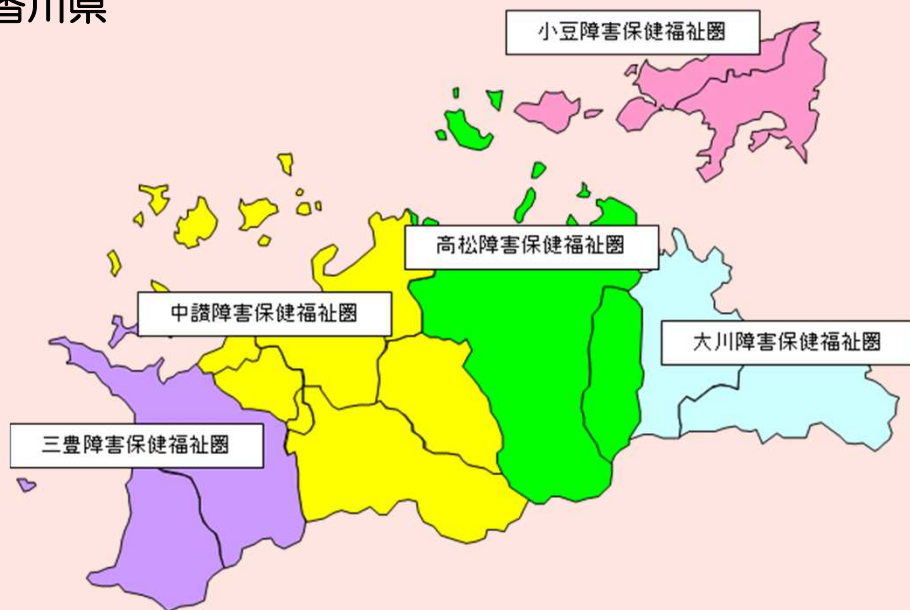 香川県
小豆障害保健福祉圏
高松障害保健福祉圏
中讃障害保健福祉圏
大川障害保健福祉圏
三豊障害保健福祉圏